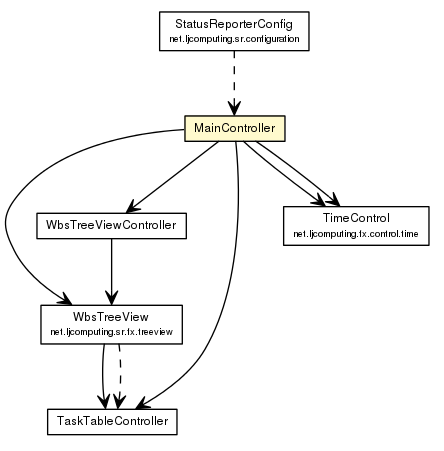 StatusReporterConfig
net.ljcomputing.sr.configuration
MainController
WbsTreeViewController
TimeControl
net.ljcomputing.fx.control.time
WbsTreeView
net.ljcomputing.sr.fx.treeview
TaskTableController